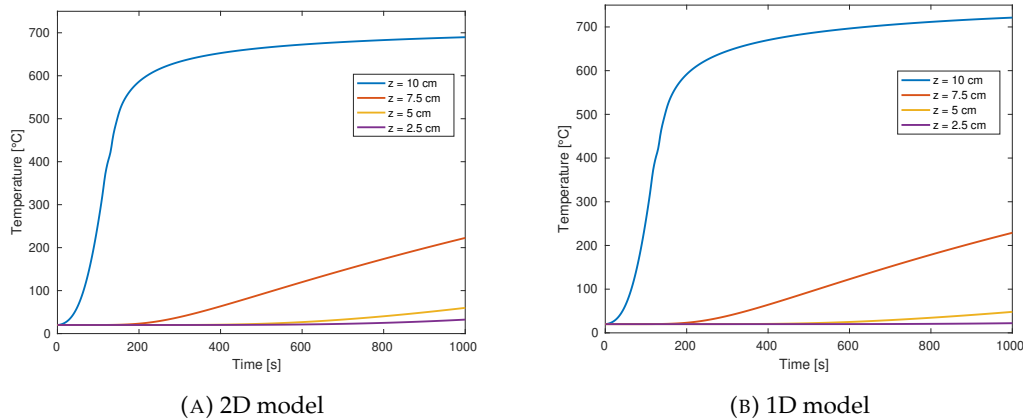 700
600
500
400
300
200
100
0
Temperature [°C]
z = 10 cm
z = 7.5 cm
z = 5 cm
z = 2.5 cm
0 200 400 600 800 1000
Time [s]
(A) 2D model
700
600
500
400
300
200
100
0
Temperature [°C]
z = 10 cm
z = 7.5 cm
z = 5 cm
z = 2.5 cm
0 200 400 600 800 1000
Time [s]
(B) 1D model